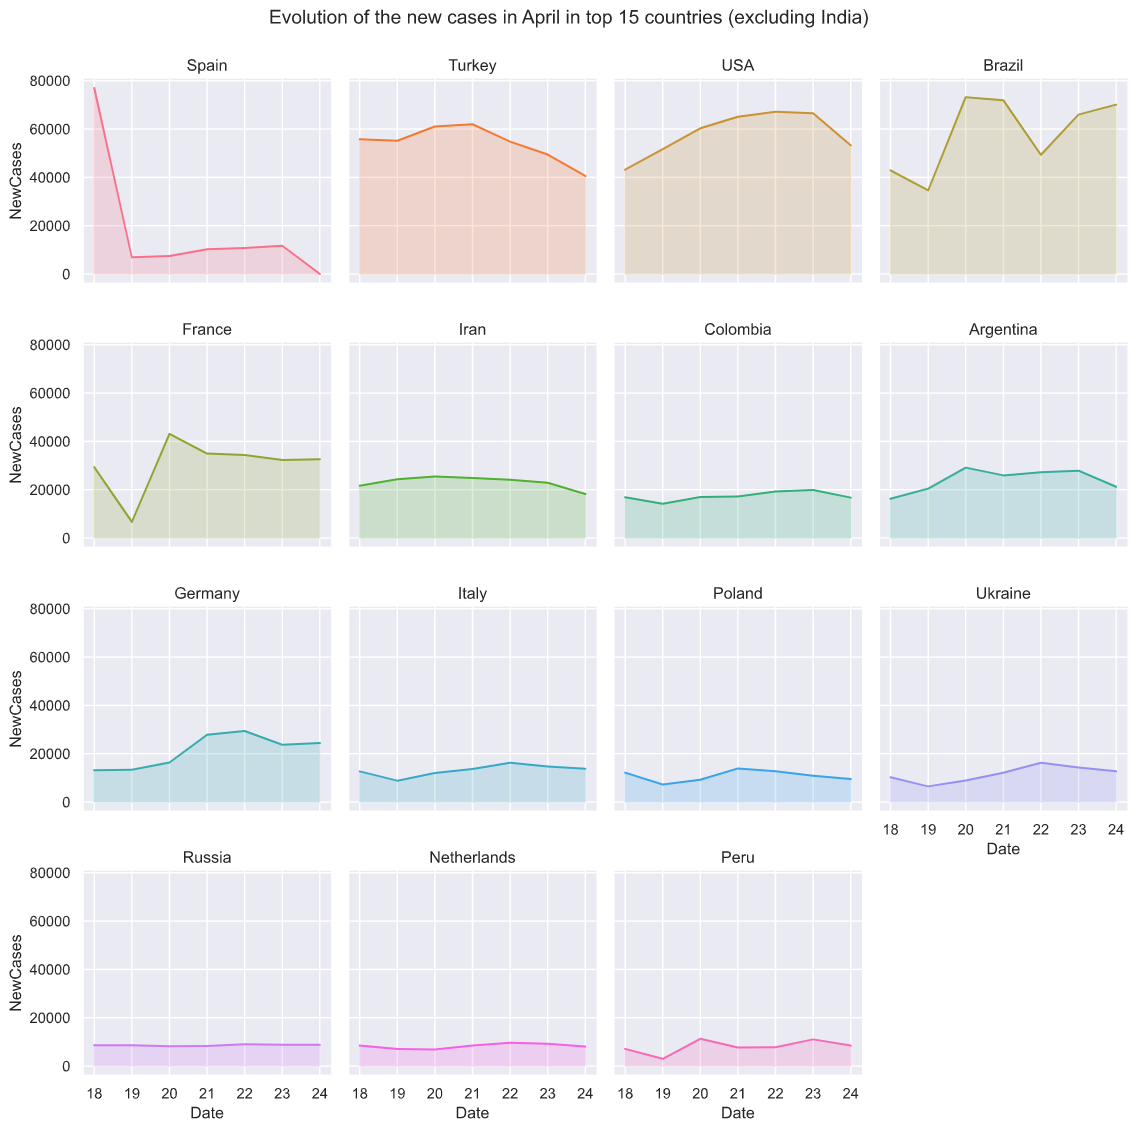 Evolution of the new cases in April in top 15 countries (excluding India)
Spain
Turkey
USA
Brazil
80000
60000
40000
20000
0
NewCases
France
Iran
Colombia
Argentina
80000
60000
40000
20000
0
NewCases
Germany
Italy
Poland
Ukraine
80000
60000
40000
20000
0
NewCases
18 19 20 21 22 23 24
Date
Russia
Netherlands
Peru
80000
60000
40000
20000
0
NewCases
18 19 20 21 22 23 24
Date
18 19 20 21 22 23 24
Date
18 19 20 21 22 23 24
Date